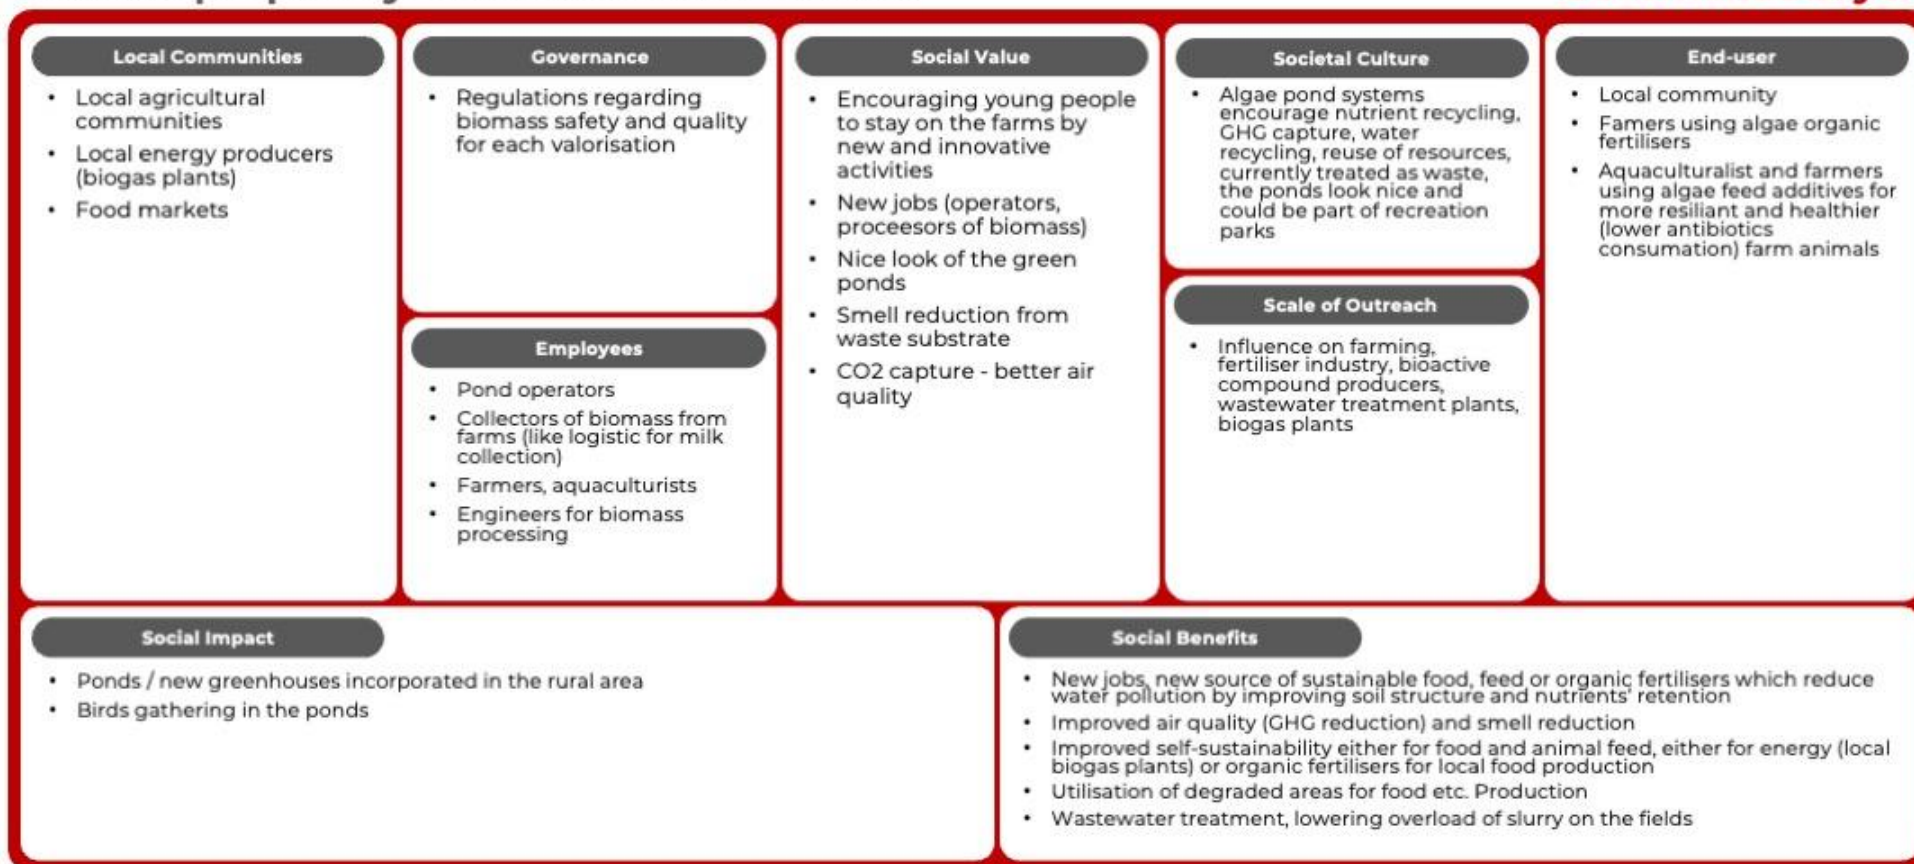 Local Communities
• Local agricultural
communities
• Local energy producers
(biogas plants)
• Food markets
Governance
• Regulations regarding
biomass safety and quality
for each valorisation
Employees
• Pond operators
• Collectors of biomass from
farms (like logistic for milk
collection)
• Farmers, aquaculturists
• Engineers for biomass
processing
Social Value
• Encouraging young people
to stay on the farms by
new and innovative
activities
• New jobs (operators,
proceesors of biomass)
• Nice look of the green
ponds
• Smell reduction from
waste substrate
• CO2 capture - better air
quality
Societal Culture
• Algae pond systems
encourage nutrient recycling,
GHG capture, water
recycling, reuse of resources,
currently treated as waste,
the ponds look nice and
could be part of recreation
parks
Scale of Outreach
• Influence on farming,
fertiliser industry, bioactive
compound producers,
wastewater treatment plants,
biogas plants
End-user
• Local community
• Famers using algae organic
fertilisers
• Aquaculturalist and farmers
using algae feed additives for
more resiliant and healthier
(lower antibiotics
consumation) farm animals
Social Impact
• Ponds / new greenhouses incorporated in the rural area
• Birds gathering in the ponds
Social Benefits
• New jobs, new source of sustainable food, feed or organic fertilisers which reduce
water pollution by improving soil structure and nutrients' retention
• Improved air quality (GHG reduction) and smell reduction
• Improved self-sustainability either for food and animal feed, either for energy (local
biogas plants) or organic fertilisers for local food production
• Utilisation of degraded areas for food etc. Production
• Wastewater treatment, lowering overload of slurry on the fields